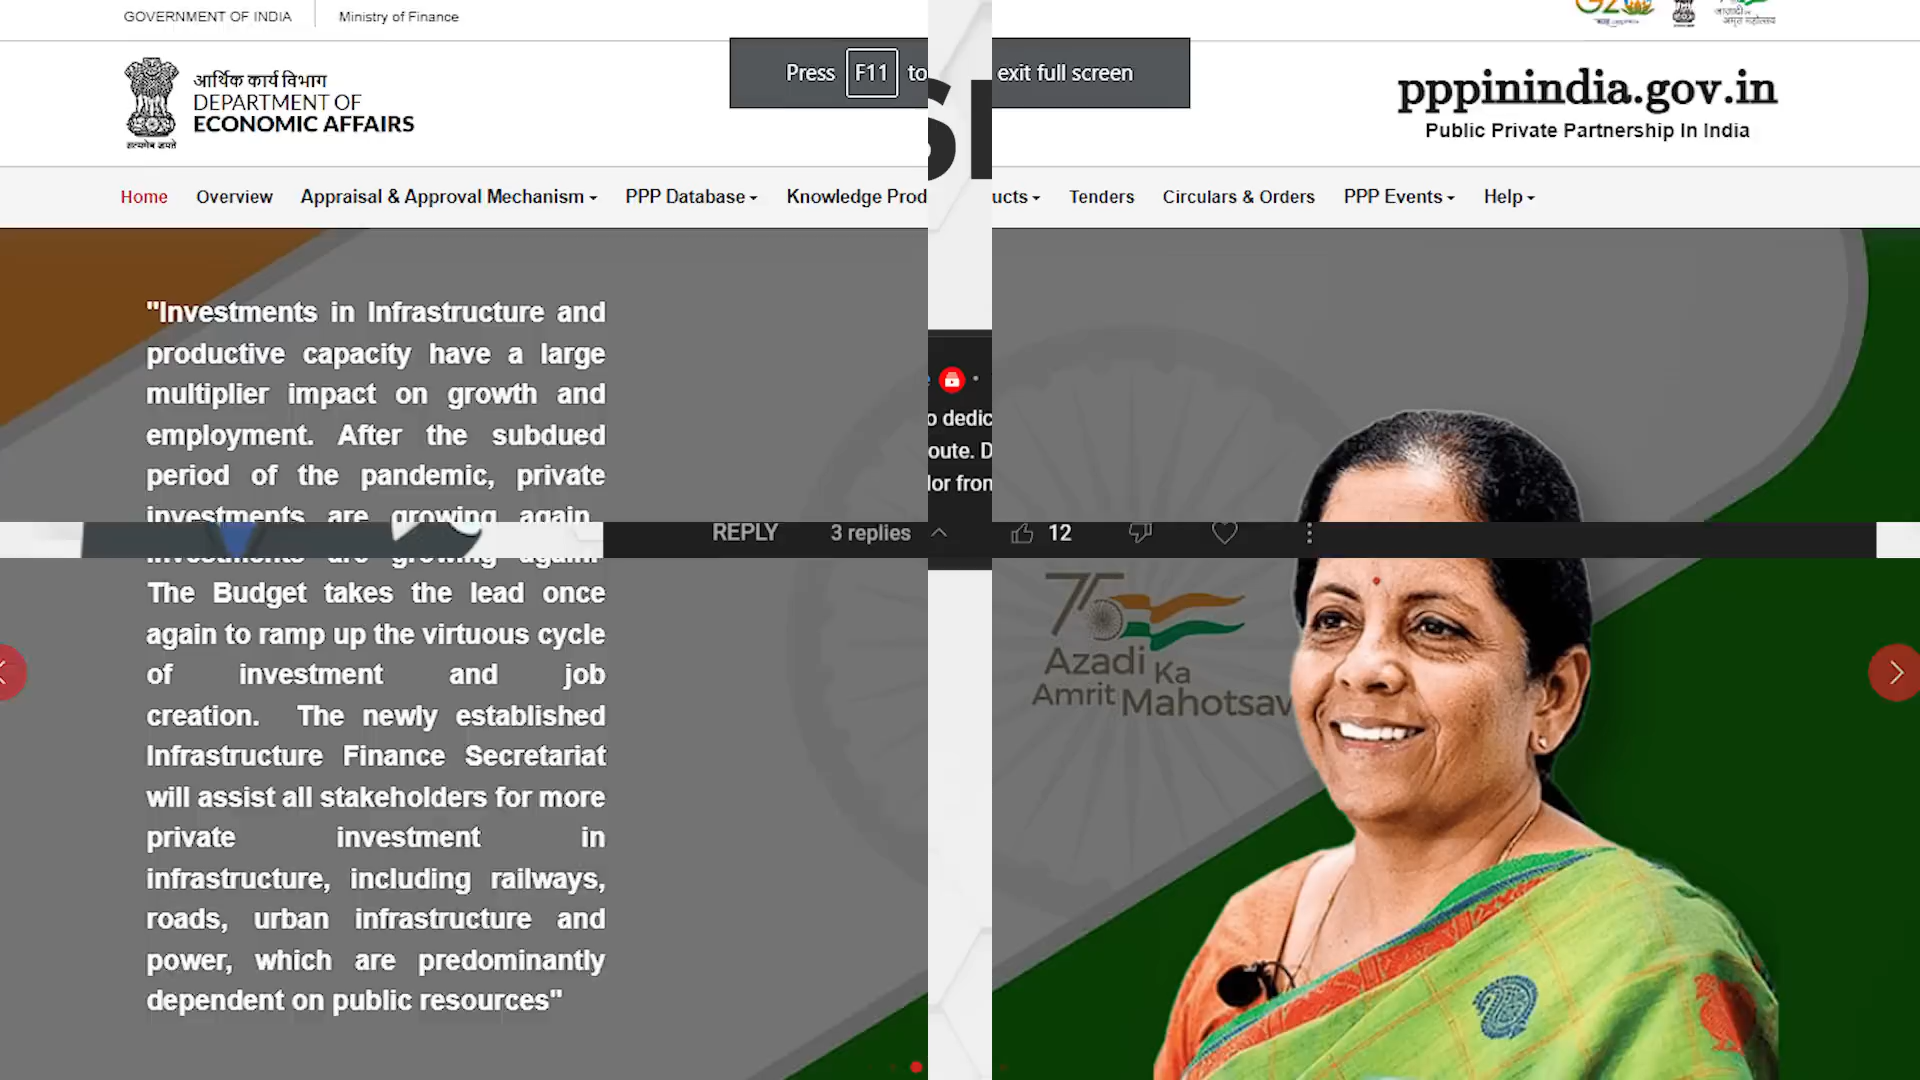 GOVERNMENT OF INDIA
Ministry of Finance
आर्थिक कार्य विभाग
DEPARTMENT OF
ECONOMIC AFFAIRS
सत्यमेव जयते
Press F11 to exit full screen
pppinindia.gov.in
Public Private Partnership In India
Home
Overview
Appraisal & Approval Mechanism
PPP Database
Knowledge Products
Tenders
Circulars & Orders
PPP Events
Help
"Investments in Infrastructure and
productive capacity have a large
multiplier impact on growth and
employment. After the subdued
period of the pandemic, private
investments are growing again.
REPLY
3 replies
12
The Budget takes the lead once
again to ramp up the virtuous cycle
of investment and job
creation. The newly established
Infrastructure Finance Secretariat
will assist all stakeholders for more
private investment in
infrastructure, including railways,
roads, urban infrastructure and
power, which are predominantly
dependent on public resources"
75
Azadi Ka
Amrit Mahotsav